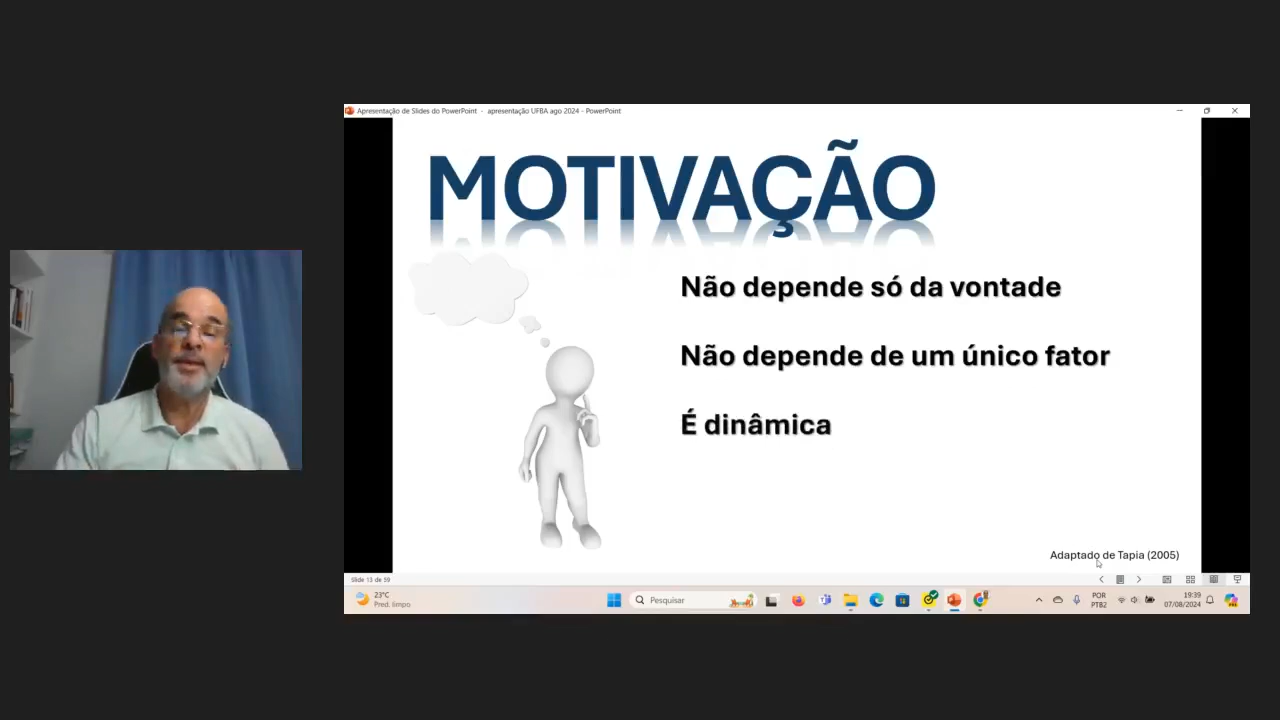 Apresentação de Slides do PowerPoint - apresentação UFBA ago 2024 - PowerPoint
MOTIVAÇÃO
Não depende só da vontade
Não depende de um único fator
É dinâmica
Adaptado de Tapia (2005)
Slide 13 de 59
23°C
Pred. limpo
Pesquisar
POR
PTB2
19:39
07/08/2024